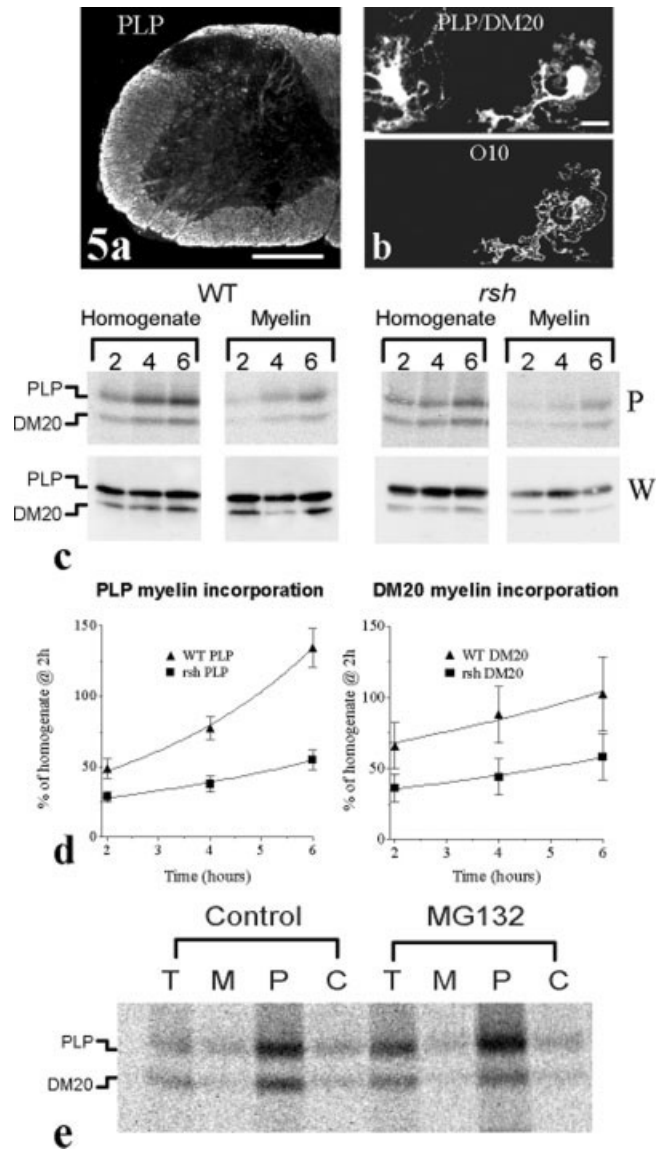 PLP
5a
PLP/DM20
O10
b
WT
rsh
Homogenate Myelin Homogenate Myelin
2 4 6 2 4 6 2 4 6 2 4 6
PLP
DM20
P
PLP
DM20
W
c
PLP myelin incorporation
DM20 myelin incorporation
% of homogenate @ 2h
150
100
50
0
WT PLP
rsh PLP
2 3 4 5 6
Time (hours)
% of homogenate @ 2h
150
100
50
0
WT DM20
rsh DM20
2 3 4 5 6
Time (hours)
d
Control MG132
T M P C T M P C
PLP
DM20
e